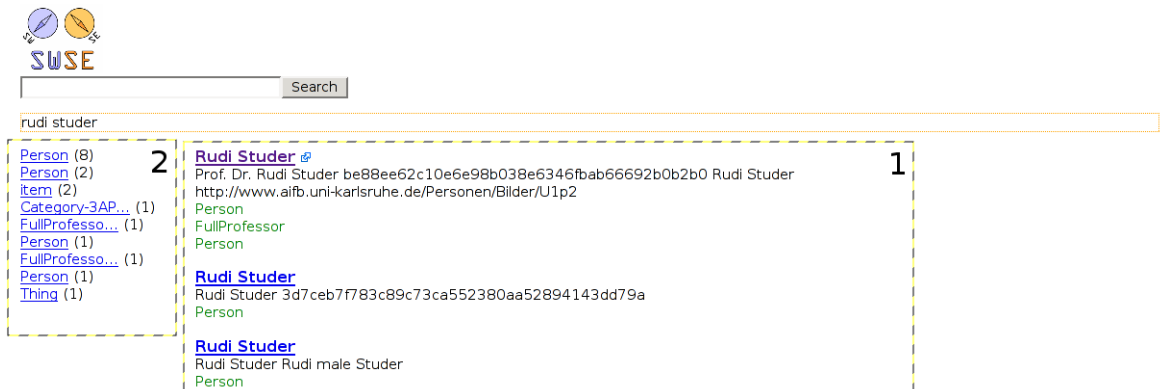 SW SE
SWSE
Search
rudi studer
Person (8)
Person (2)
item (2)
Category-3AP... (1)
FullProfesso... (1)
Person (1)
FullProfesso... (1)
Person (1)
Thing (1)
2
Rudi Studer
1
Prof. Dr. Rudi Studer be88ee62c10e6e98b038e6346fbab66692b0b2b0 Rudi Studer
http://www.aifb.uni-karlsruhe.de/Personen/Bilder/U1p2
Person
FullProfessor
Person
Rudi Studer
Rudi Studer 3d7ceb7f783c89c73ca552380aa52894143dd79a
Person
Rudi Studer
Rudi Studer Rudi male Studer
Person